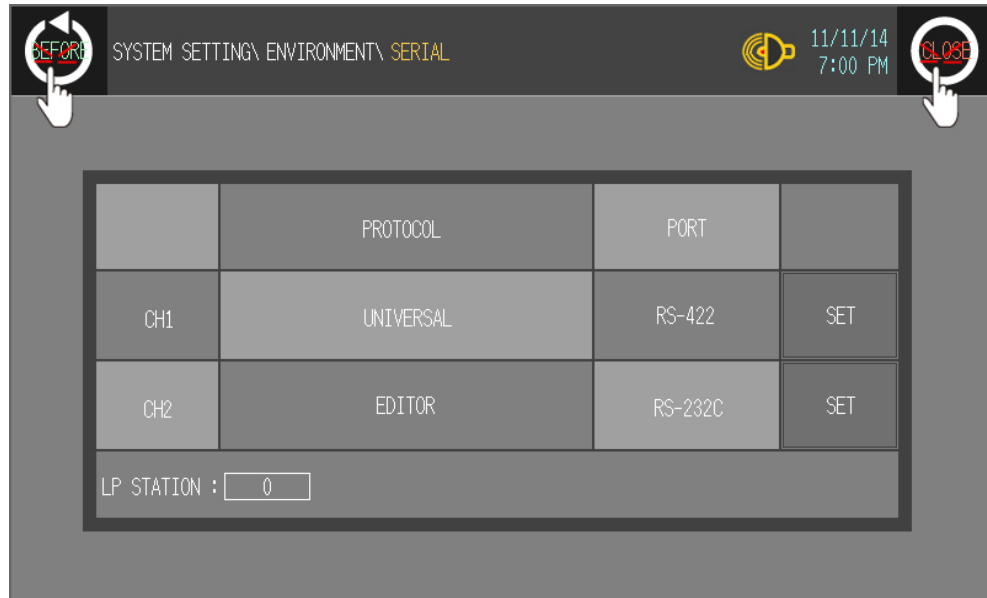 BEFORE
SYSTEM SETTING\ ENVIRONMENT\ SERIAL
11/11/14
7:00 PM
CLOSE
PROTOCOL PORT
CH1 UNIVERSAL RS-422 SET
CH2 EDITOR RS-232C SET
LP STATION : 0